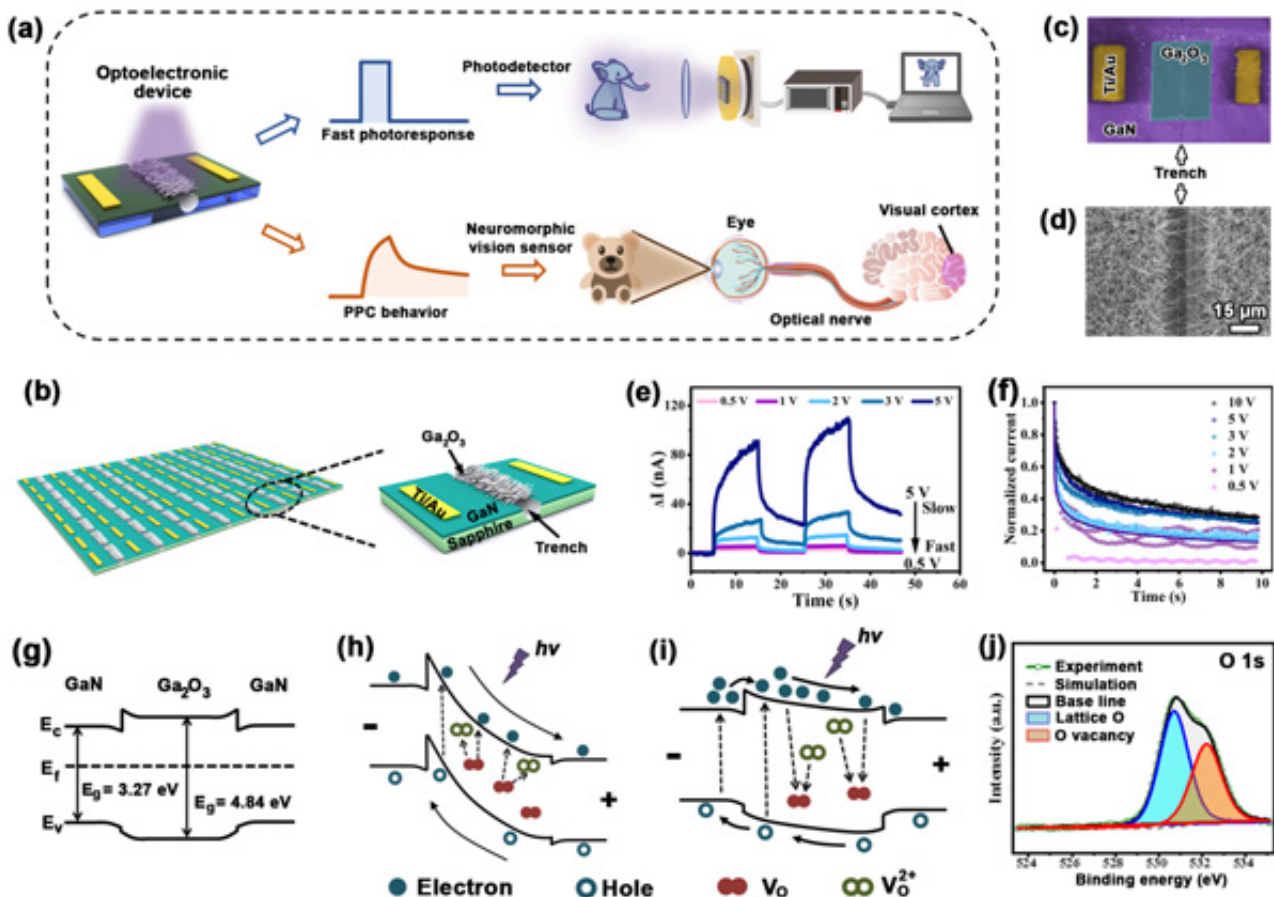 (a)
Optoelectronic
device
Fast photoresponse
Photodetector
PPC behavior
Neuromorphic
vision sensor
Eye
Optical nerve
Visual cortex
(c)
Ti/Au
Ga2O3
GaN
Trench
(d)
15 μm
(b)
Ga2O3
Ti/Au
GaN
Sapphire
Trench
(e)
0.5 V 1 V 2 V 3 V 5 V
ΔI (nA)
120
80
40
0
5 V
Slow
Fast
0.5 V
0 10 20 30 40 50 60
Time (s)
(f)
Normalized current
1.0
0.8
0.6
0.4
0.2
0.0
10 V
5 V
3 V
2 V
1 V
0.5 V
0 2 4 6 8 10
Time (s)
(g)
GaN Ga2O3 GaN
Ec
Ef
Ev
Eg = 3.27 eV
Eg = 4.84 eV
(h)
hv
-
+
(i)
hv
-
+
Electron Hole VO VO2+
(j)
O 1s
Experiment
Simulation
Base line
Lattice O
O vacancy
Intensity (a.u.)
524 526 528 530 532 534
Binding energy (eV)